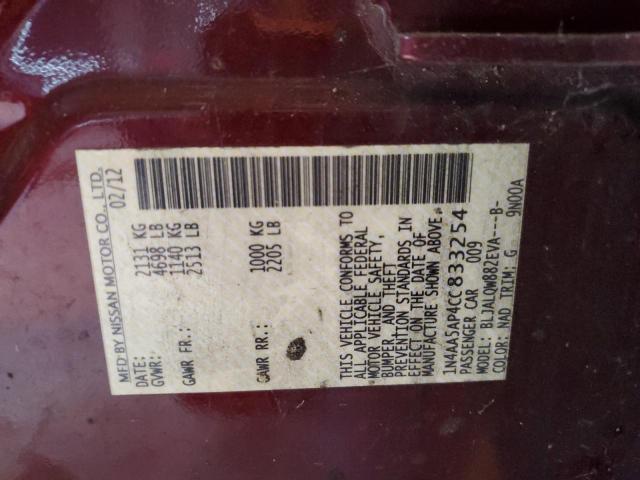 MFD BY NISSAN MOTOR CO., LTD.
DATE: 02/12
GVWR: 2131 KG
4698 LB
GAWR FR: 1140 KG
2513 LB
GAWR RR: 1000 KG
2205 LB
THIS VEHICLE CONFORMS TO
ALL APPLICABLE FEDERAL
MOTOR VEHICLE SAFETY,
BUMPER, AND THEFT
PREVENTION STANDARDS IN
EFFECT ON THE DATE OF
MANUFACTURE SHOWN ABOVE.
1N4AA5AP4CC833254
PASSENGER CAR 009
MODEL: BLJALQW882EVA---B-
COLOR: NAD TRIM: G 9N00A